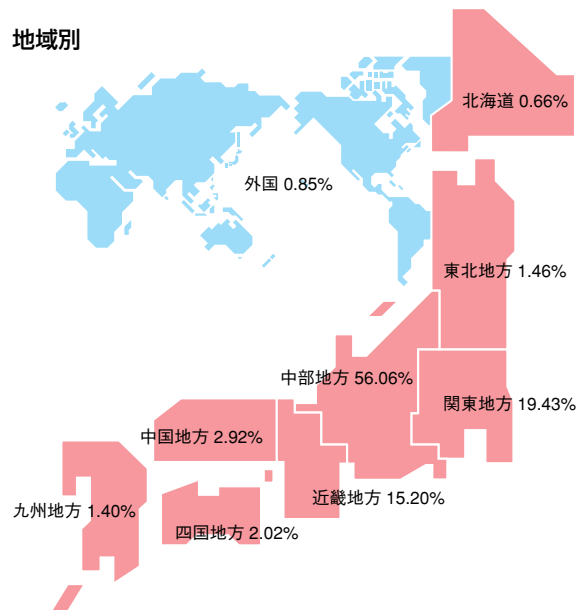 地域別
北海道 0.66%
外国 0.85%
東北地方 1.46%
中部地方 56.06%
関東地方 19.43%
中国地方 2.92%
近畿地方 15.20%
九州地方 1.40%
四国地方 2.02%